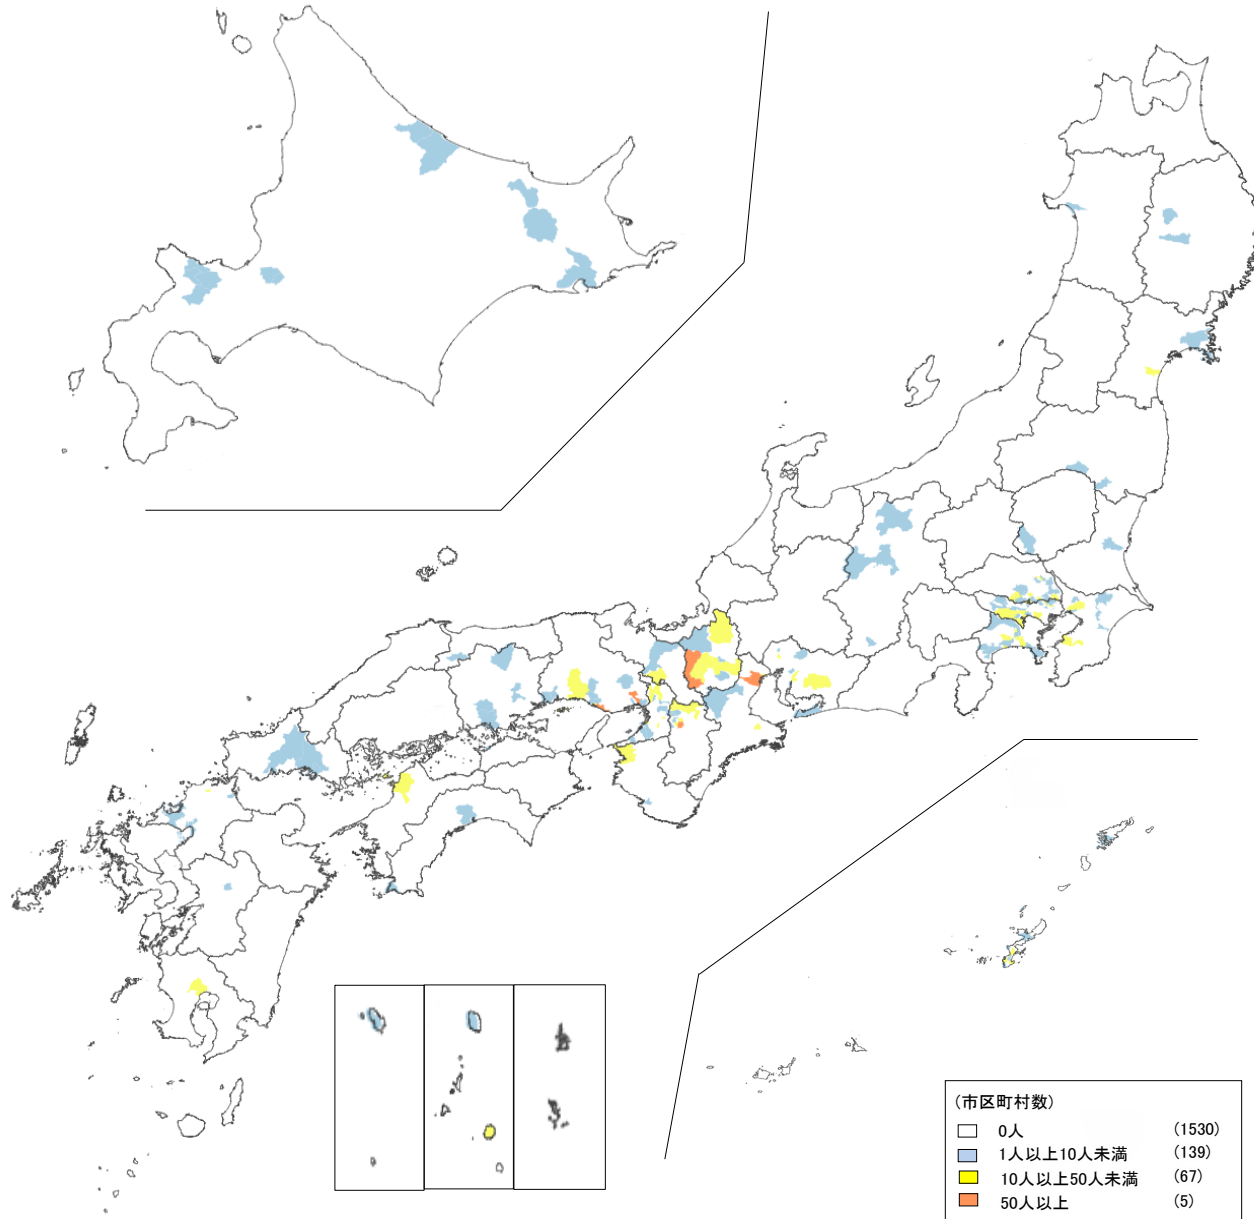 (市区町村数)
0人 (1530)
1人以上10人未満 (139)
10人以上50人未満 (67)
50人以上 (5)